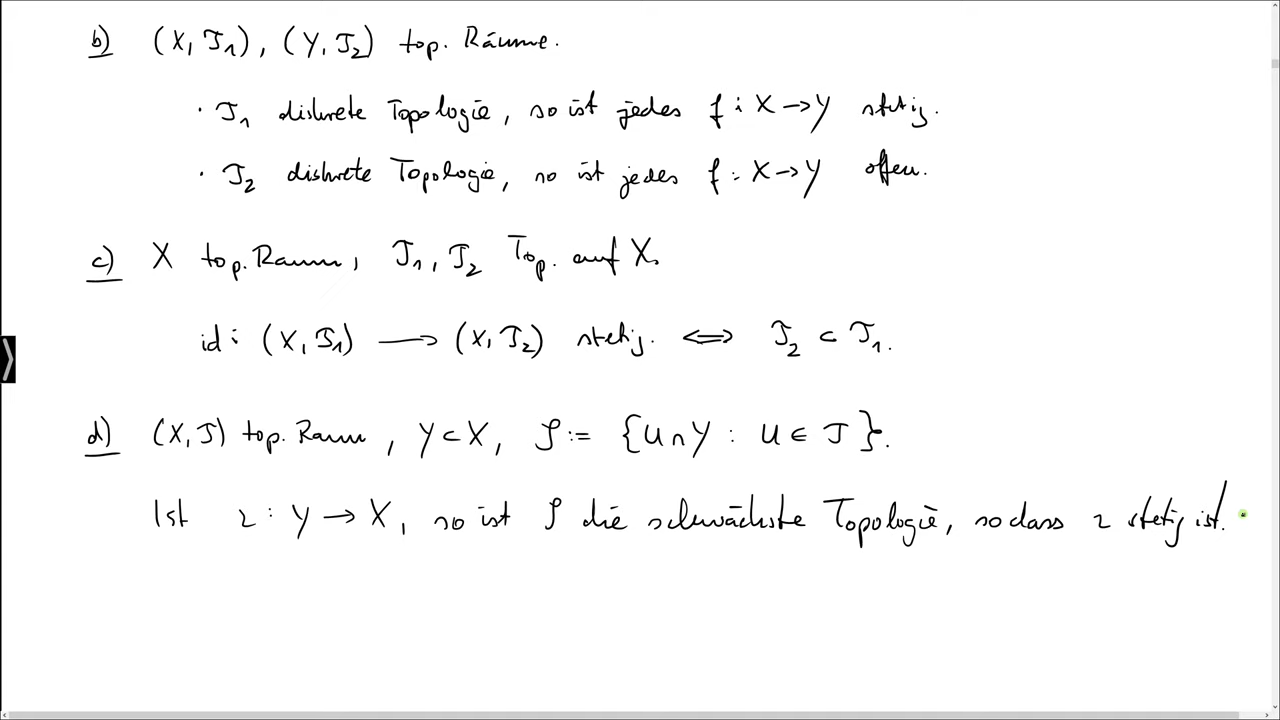 b) (X, 𝒯₁), (Y, 𝒯₂) top. Räume.
· 𝒯₁ diskrete Topologie, so ist jedes f : X → Y stetig.
· 𝒯₂ diskrete Topologie, so ist jedes f : X → Y offen.
c) X top. Raum, 𝒯₁, 𝒯₂ Top. auf X.
id : (X, 𝒯₁) → (X, 𝒯₂) stetig. ⇔ 𝒯₂ ⊂ 𝒯₁.
d) (X, 𝒯) top. Raum, Y ⊂ X, 𝒮 := {U ∩ Y : U ∈ 𝒯}.
Ist ι : Y → X, so ist 𝒮 die schwächste Topologie, sodass ι stetig ist.